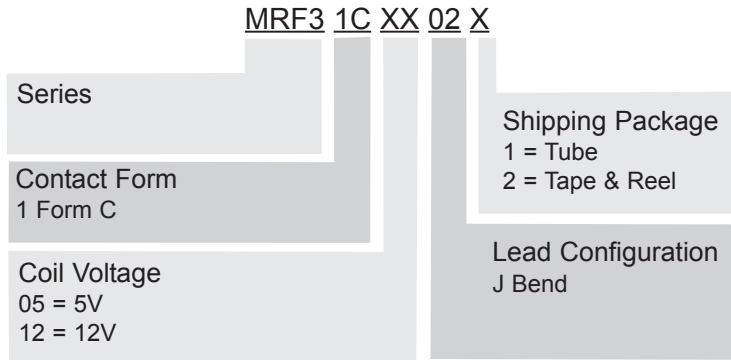 MRF3 1C XX 02 X
Series
Contact Form
1 Form C
Coil Voltage
05 = 5V
12 = 12V
Shipping Package
1 = Tube
2 = Tape & Reel
Lead Configuration
J Bend